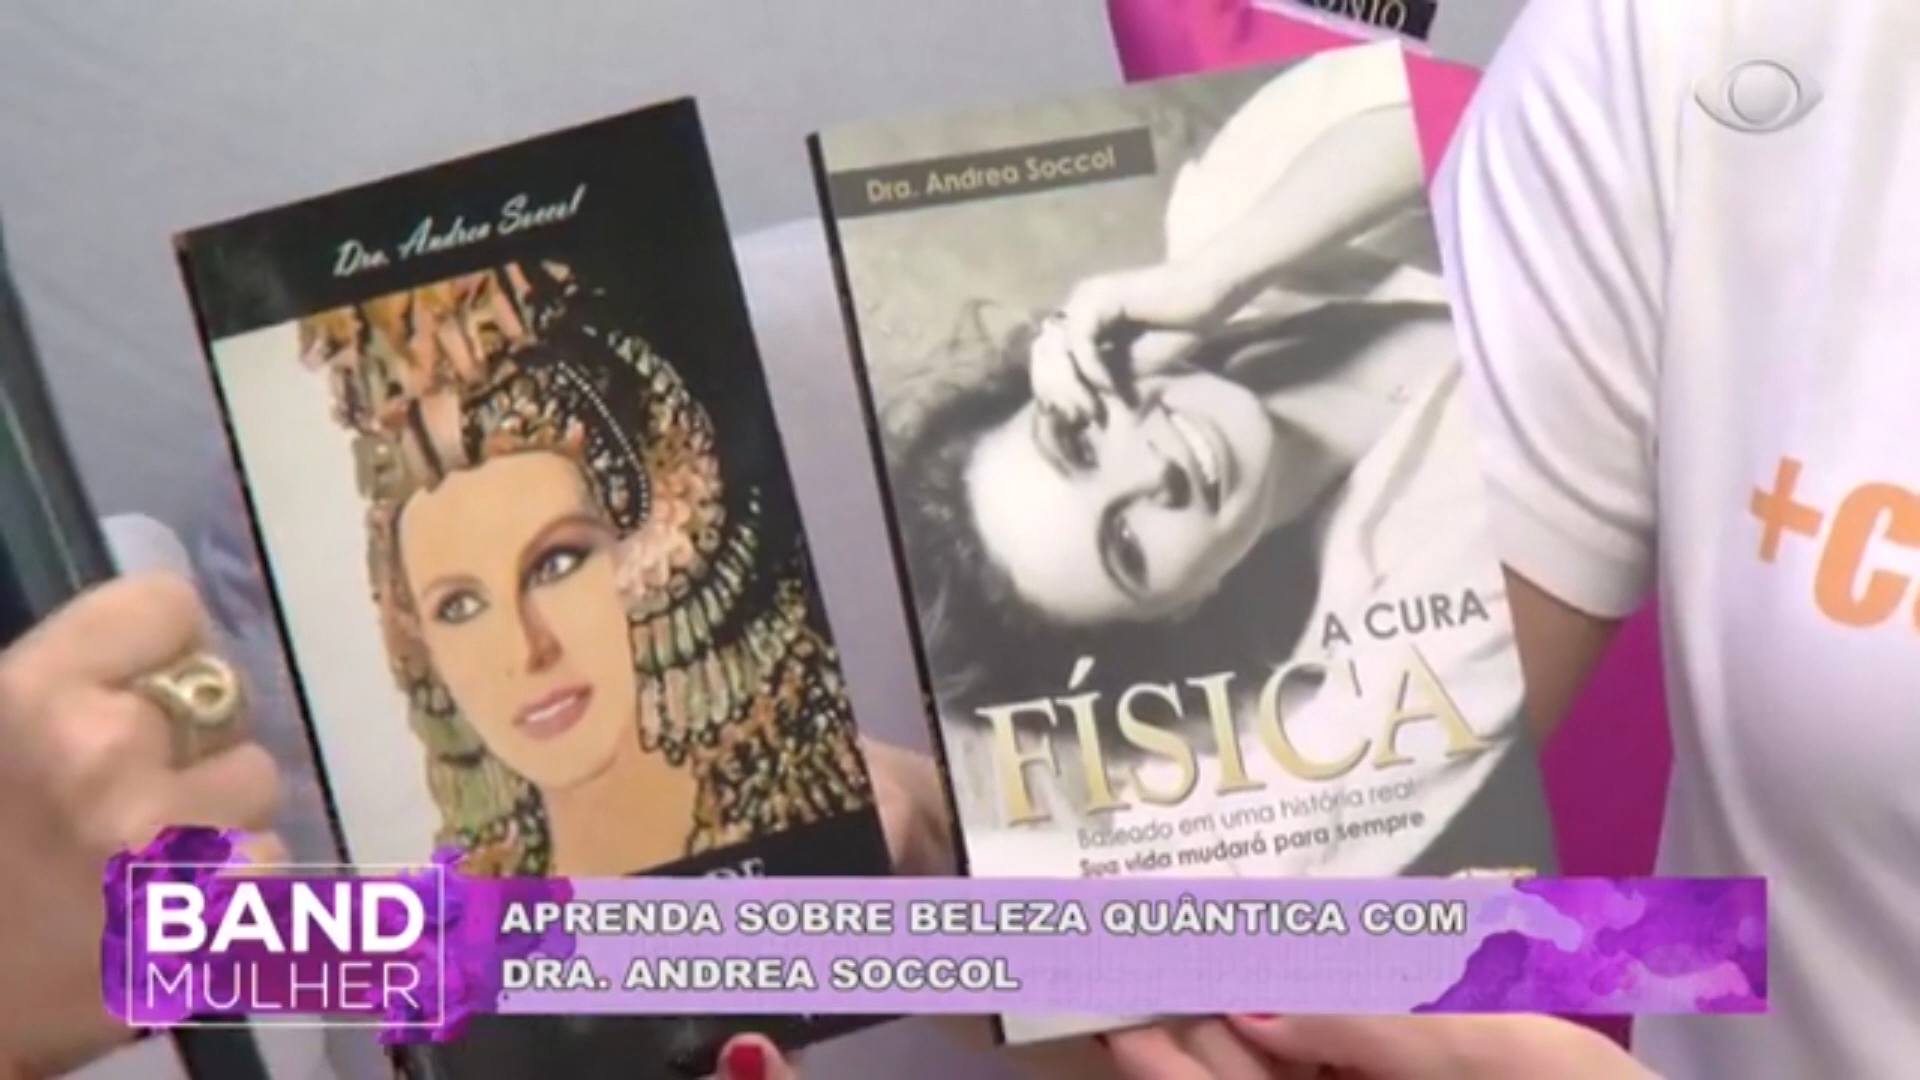 Dra. Andrea Soccol
Dra. Andrea Soccol
A CURA
FÍSICA
Baseado em uma história real
Sua vida mudará para sempre
DE
+C
BAND
MULHER
APRENDA SOBRE BELEZA QUÂNTICA COM
DRA. ANDREA SOCCOL